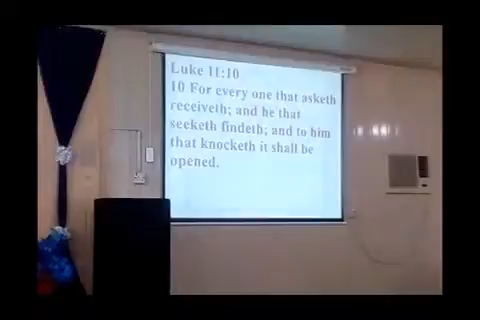 Luke 11:10
10 For every one that asketh
receiveth; and he that
seeketh findeth; and to him
that knocketh it shall be
opened.